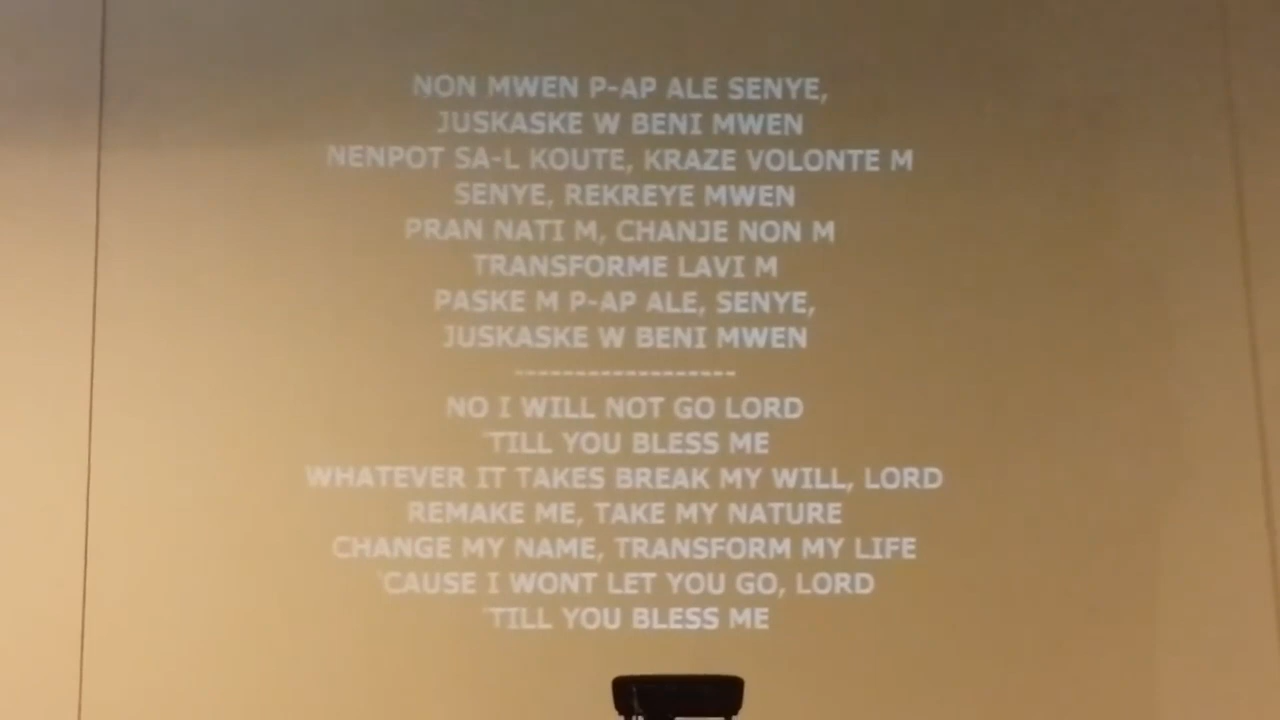 NON MWEN P-AP ALE SENYE,
JUSKASKE W BENI MWEN
NENPOT SA-L KOUTE, KRAZE VOLONTE M
SENYE, REKREYE MWEN
PRAN NATI M, CHANJE NON M
TRANSFORME LAVI M
PASKE M P-AP ALE, SENYE,
JUSKASKE W BENI MWEN
------------------
NO I WILL NOT GO LORD
'TILL YOU BLESS ME
WHATEVER IT TAKES BREAK MY WILL, LORD
REMAKE ME, TAKE MY NATURE
CHANGE MY NAME, TRANSFORM MY LIFE
'CAUSE I WONT LET YOU GO, LORD
'TILL YOU BLESS ME